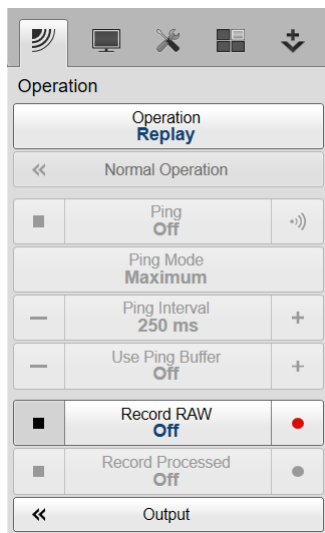 Operation
Operation
Replay
Normal Operation
Ping
Off
Ping Mode
Maximum
Ping Interval
250 ms
Use Ping Buffer
Off
Record RAW
Off
Record Processed
Off
Output